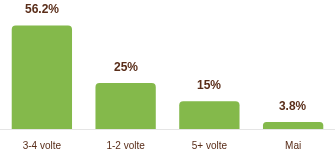 56.2%
25%
15%
3.8%
3-4 volte
1-2 volte
5+ volte
Mai